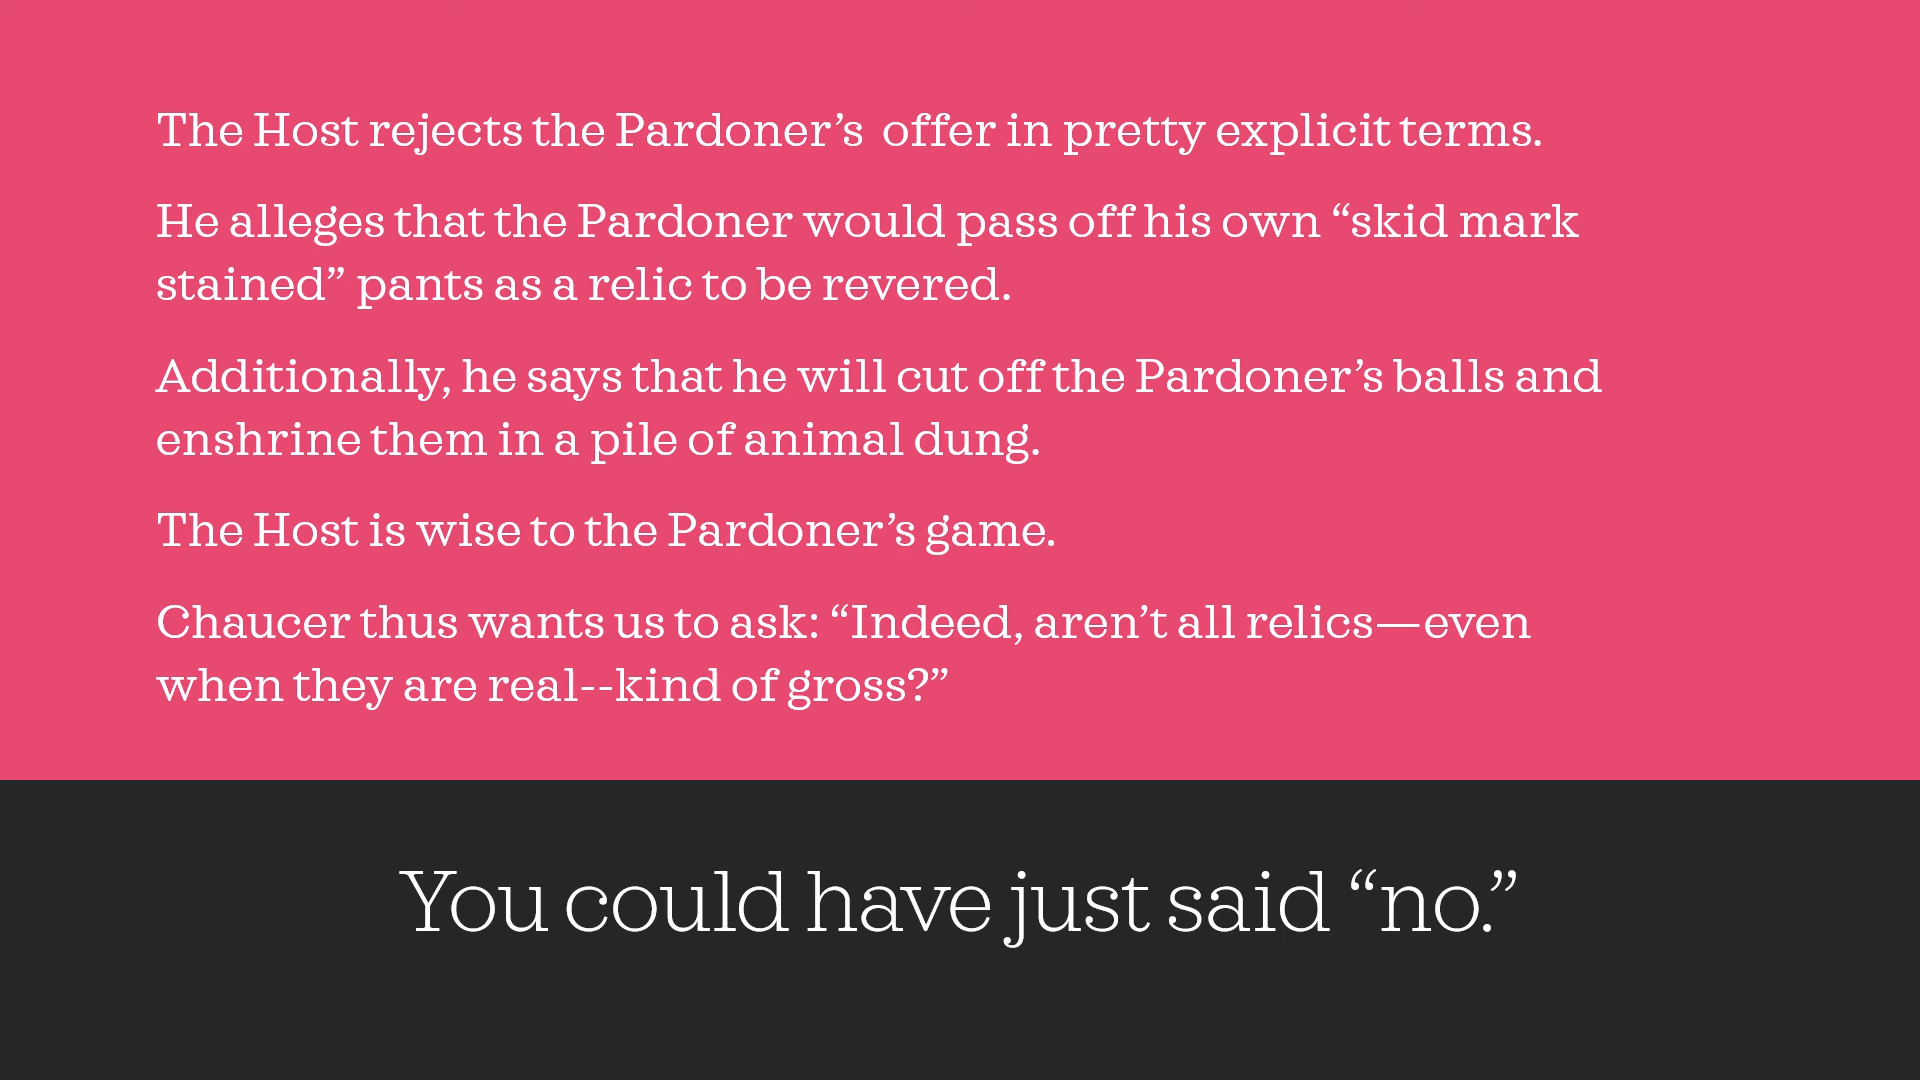 The Host rejects the Pardoner’s  offer in pretty explicit terms.
He alleges that the Pardoner would pass off his own “skid mark
stained” pants as a relic to be revered.
Additionally, he says that he will cut off the Pardoner’s balls and
enshrine them in a pile of animal dung.
The Host is wise to the Pardoner’s game.
Chaucer thus wants us to ask: “Indeed, aren’t all relics—even
when they are real--kind of gross?”
You could have just said “no.”